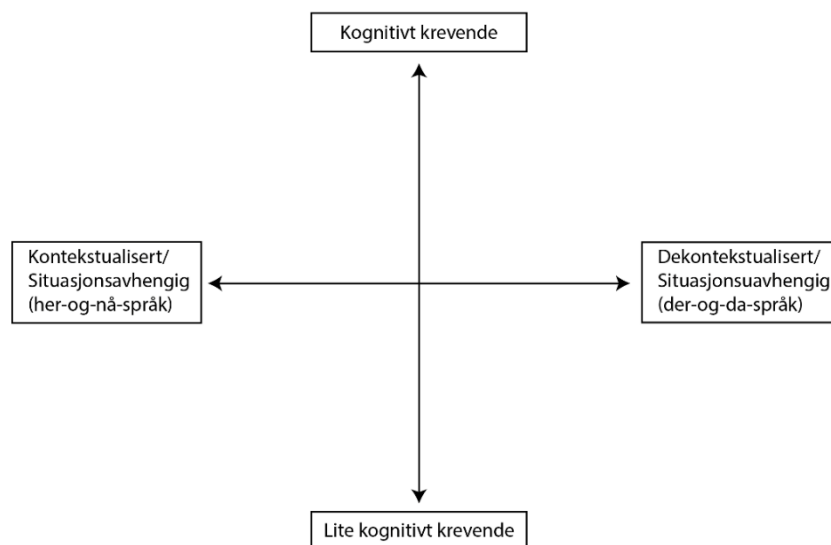 Kognitivt krevende
Kontekstualisert/
Situasjonsavhengig
(her-og-nå-språk)
Dekontekstualisert/
Situasjonsuavhengig
(der-og-da-språk)
Lite kognitivt krevende